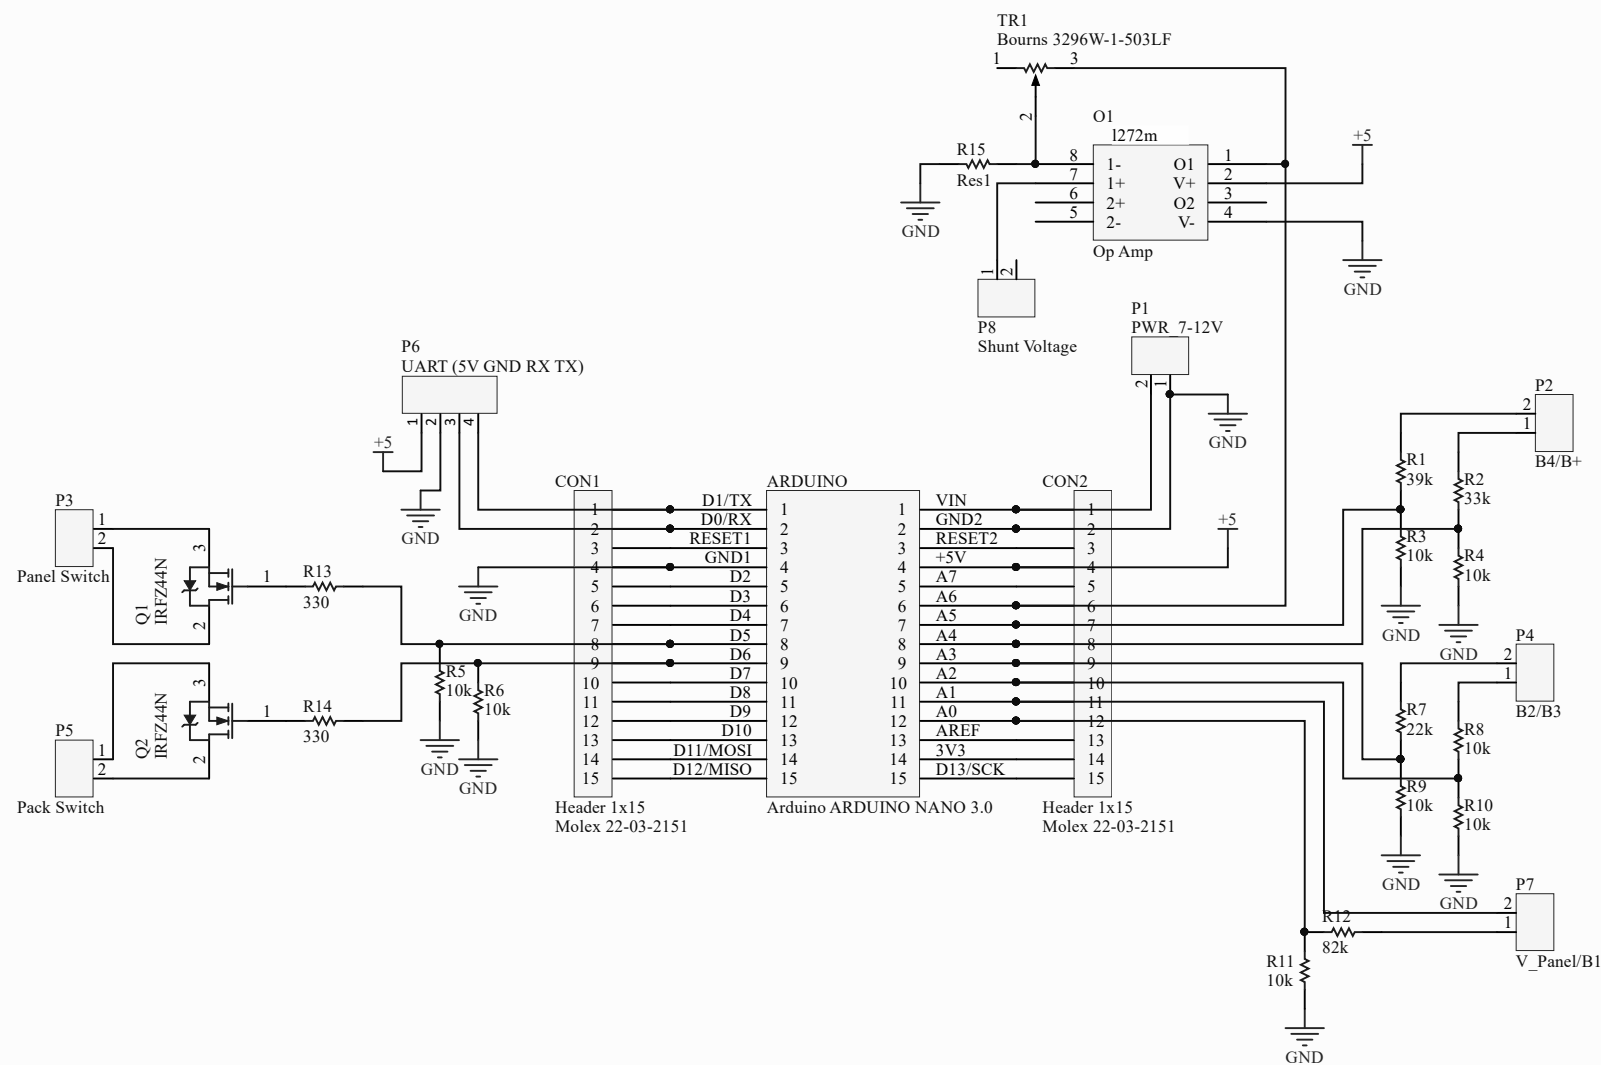 TR1
Bourns 3296W-1-503LF
1
3
2
O1
l272m
+5
R15
Res1
8
7
6
5
1-
1+
2+
2-
O1
V+
O2
V-
1
2
3
4
GND
Op Amp
GND
1
2
P8
Shunt Voltage
P1
PWR_7-12V
2
1
GND
P6
UART (5V GND RX TX)
1
2
3
4
+5
GND
P2
2
1
B4/B+
R1
39k
R2
33k
R3
10k
R4
10k
GND
GND
P3
1
2
Panel Switch
3
Q1
IRFZ44N
2
1
R13
330
GND
P5
1
2
Pack Switch
3
Q2
IRFZ44N
2
1
R14
330
R5
10k
R6
10k
GND
GND
CON1
ARDUINO
CON2
1
D1/TX
1
1
VIN
1
2
D0/RX
2
2
GND2
2
3
RESET1
3
3
RESET2
3
4
GND1
4
4
+5V
4
+5
5
D2
5
5
A7
5
6
D3
6
6
A6
6
7
D4
7
7
A5
7
8
D5
8
8
A4
8
9
D6
9
9
A3
9
10
D7
10
10
A2
10
11
D8
11
11
A1
11
12
D9
12
12
A0
12
13
D10
13
13
AREF
13
14
D11/MOSI
14
14
3V3
14
15
D12/MISO
15
15
D13/SCK
15
Header 1x15
Molex 22-03-2151
Arduino ARDUINO NANO 3.0
Header 1x15
Molex 22-03-2151
P4
2
1
B2/B3
R7
22k
R8
10k
R9
10k
R10
10k
GND
GND
P7
2
1
V_Panel/B1
R12
82k
R11
10k
GND